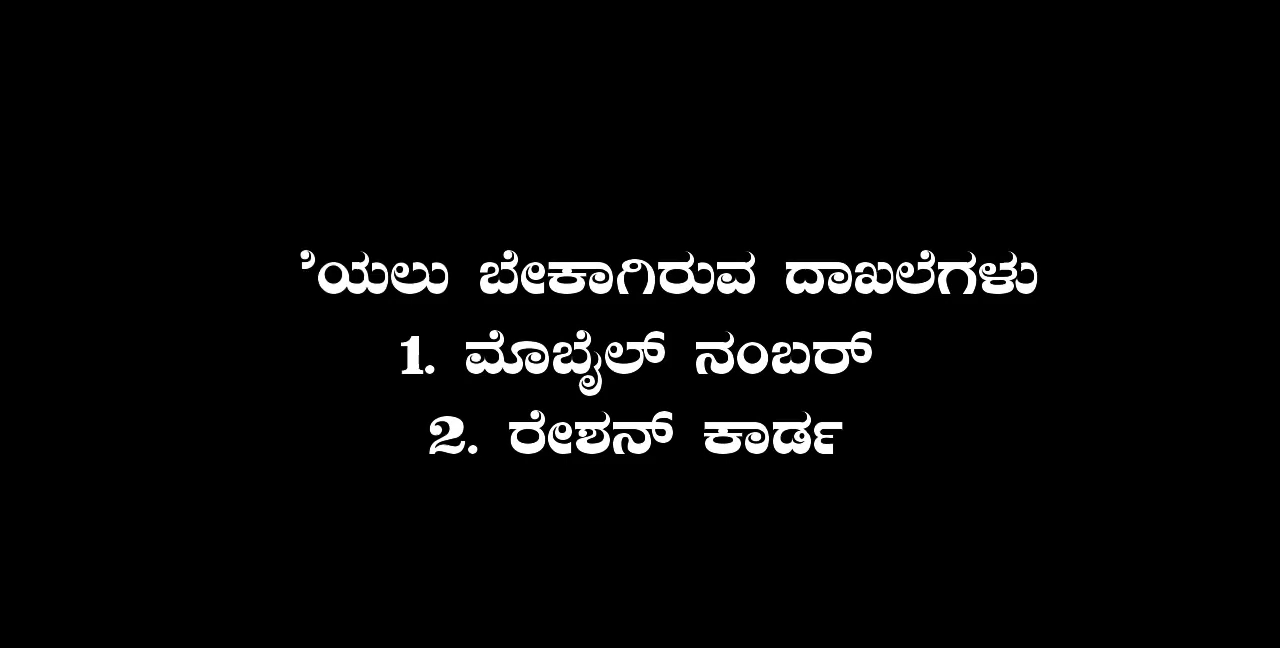 ಿಯಲು ಬೇಕಾಗಿರುವ ದಾಖಲೆಗಳು
1. ಮೊಬೈಲ್ ನಂಬರ್
2. ರೇಶನ್ ಕಾರ್ಡ